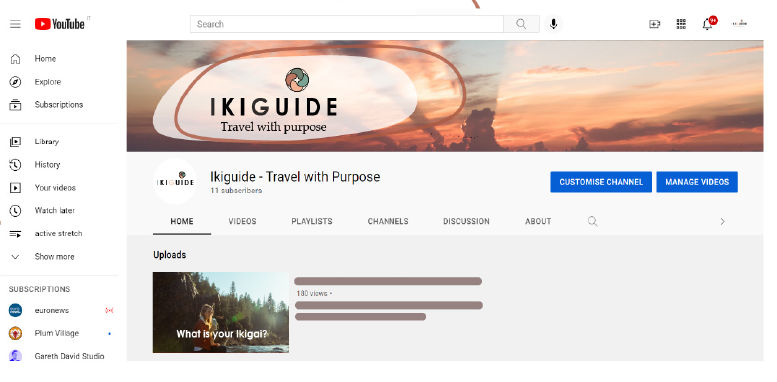 YouTube IT
Search
9+
Home
Explore
Subscriptions
Library
History
Your videos
Watch later
active stretch
Show more
SUBSCRIPTIONS
euronews
Plum Village
Gareth David Studio
IKIGUIDE
Travel with purpose
IKIGUIDE
Ikiguide - Travel with Purpose
11 subscribers
CUSTOMISE CHANNEL
MANAGE VIDEOS
HOME VIDEOS PLAYLISTS CHANNELS DISCUSSION ABOUT
Uploads
What is your Ikigai?
180 views •